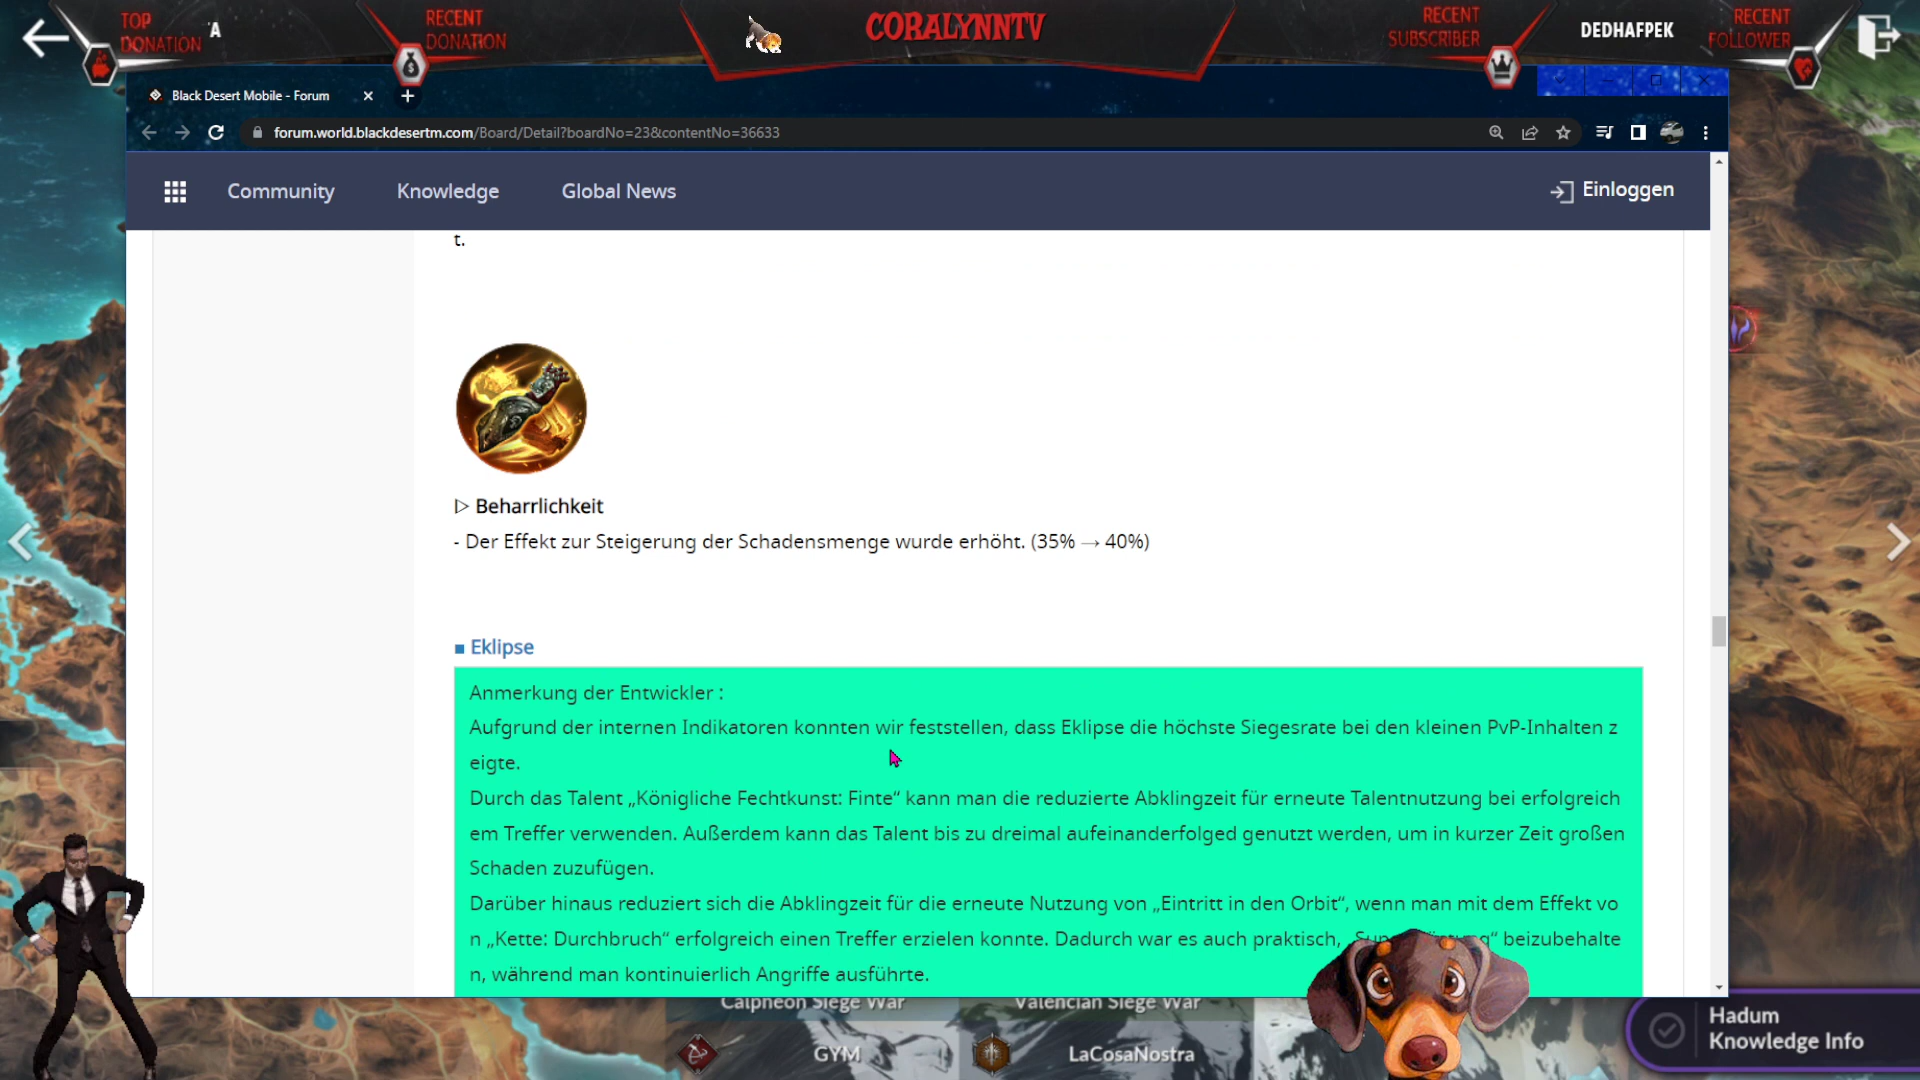 TOP
DONATION
A
RECENT
DONATION
CORALYNNTV
RECENT
SUBSCRIBER
DEDHAFPEK
RECENT
FOLLOWER
Black Desert Mobile - Forum
forum.world.blackdesertm.com/Board/Detail?boardNo=23&contentNo=36633
Community
Knowledge
Global News
Einloggen
t.
▷ Beharrlichkeit
- Der Effekt zur Steigerung der Schadensmenge wurde erhöht. (35% → 40%)
■ Eklipse
Anmerkung der Entwickler :
Aufgrund der internen Indikatoren konnten wir feststellen, dass Eklipse die höchste Siegesrate bei den kleinen PvP-Inhalten z
eigte.
Durch das Talent „Königliche Fechtkunst: Finte“ kann man die reduzierte Abklingzeit für erneute Talentnutzung bei erfolgreich
em Treffer verwenden. Außerdem kann das Talent bis zu dreimal aufeinanderfolged genutzt werden, um in kurzer Zeit großen
Schaden zuzufügen.
Darüber hinaus reduziert sich die Abklingzeit für die erneute Nutzung von „Eintritt in den Orbit“, wenn man mit dem Effekt vo
n „Kette: Durchbruch“ erfolgreich einen Treffer erzielen konnte. Dadurch war es auch praktisch, beizubehalte
n, während man kontinuierlich Angriffe ausführte.
Calpheon Siege War
Valencian Siege War
GYM
LaCosaNostra
Hadum
Knowledge Info